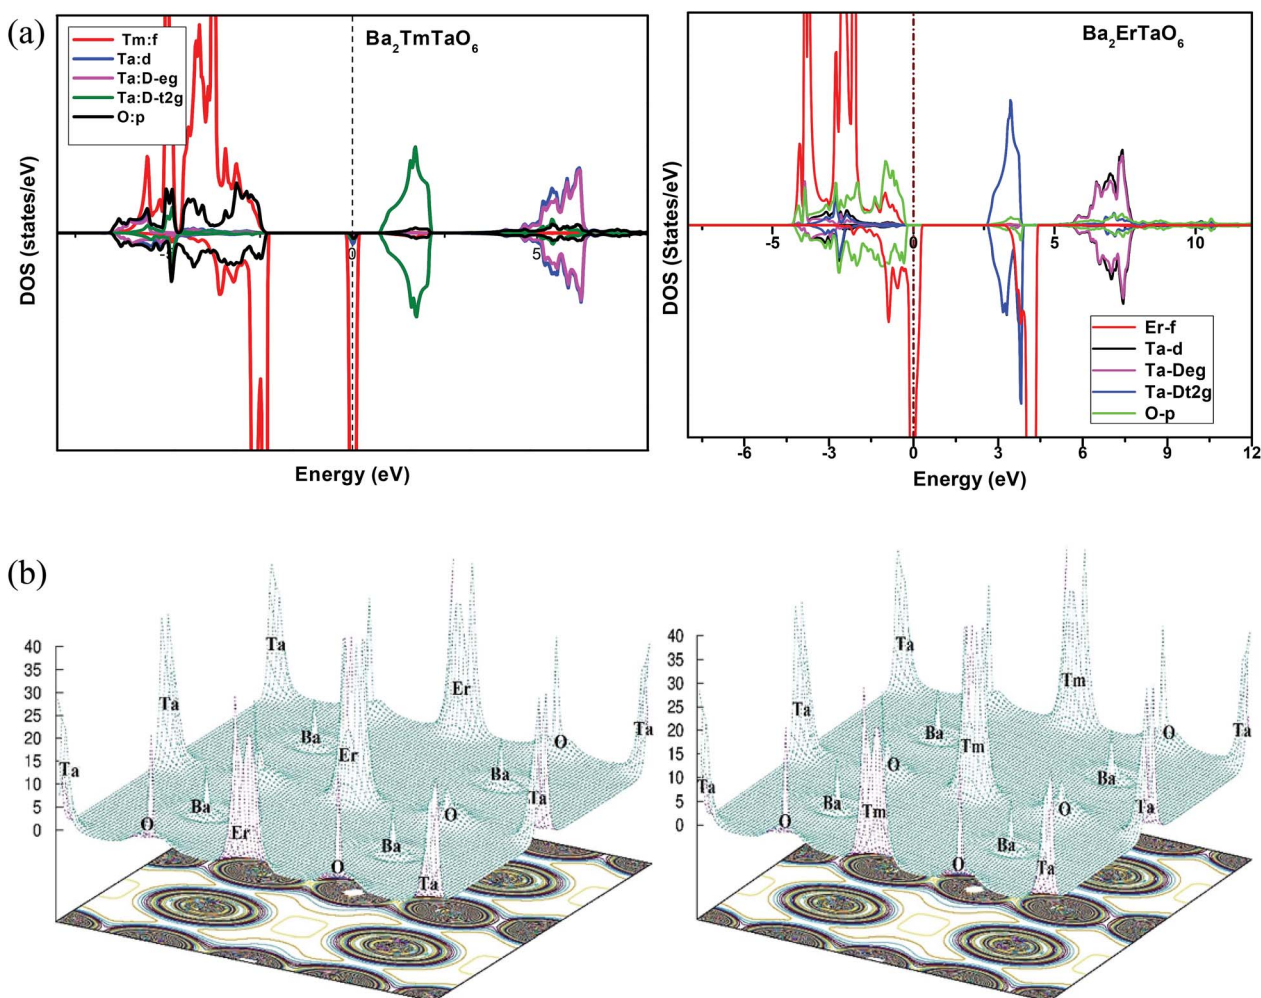 (a)
Tm:f
Ta:d
Ta:D-eg
Ta:D-t2g
O:p
Ba2TmTaO6
DOS (states/eV)
0
5
Energy (eV)
Ba2ErTaO6
DOS (States/eV)
-5
0
5
10
Er-f
Ta-d
Ta-Deg
Ta-Dt2g
O-p
-6
-3
0
3
6
9
12
Energy (eV)
(b)
40
35
30
25
20
15
10
5
0
Ta
Ta
Er
Ta
Ba
Er
O
Ta
Ba
Ta
Ba
O
O
Er
Ba
O
Ta
40
35
30
25
20
15
10
5
0
Ta
Ta
Tm
Ba
Tm
O
Ta
O
Ba
Ta
Ba
O
Ta
O
Tm
Ba
O
Ta